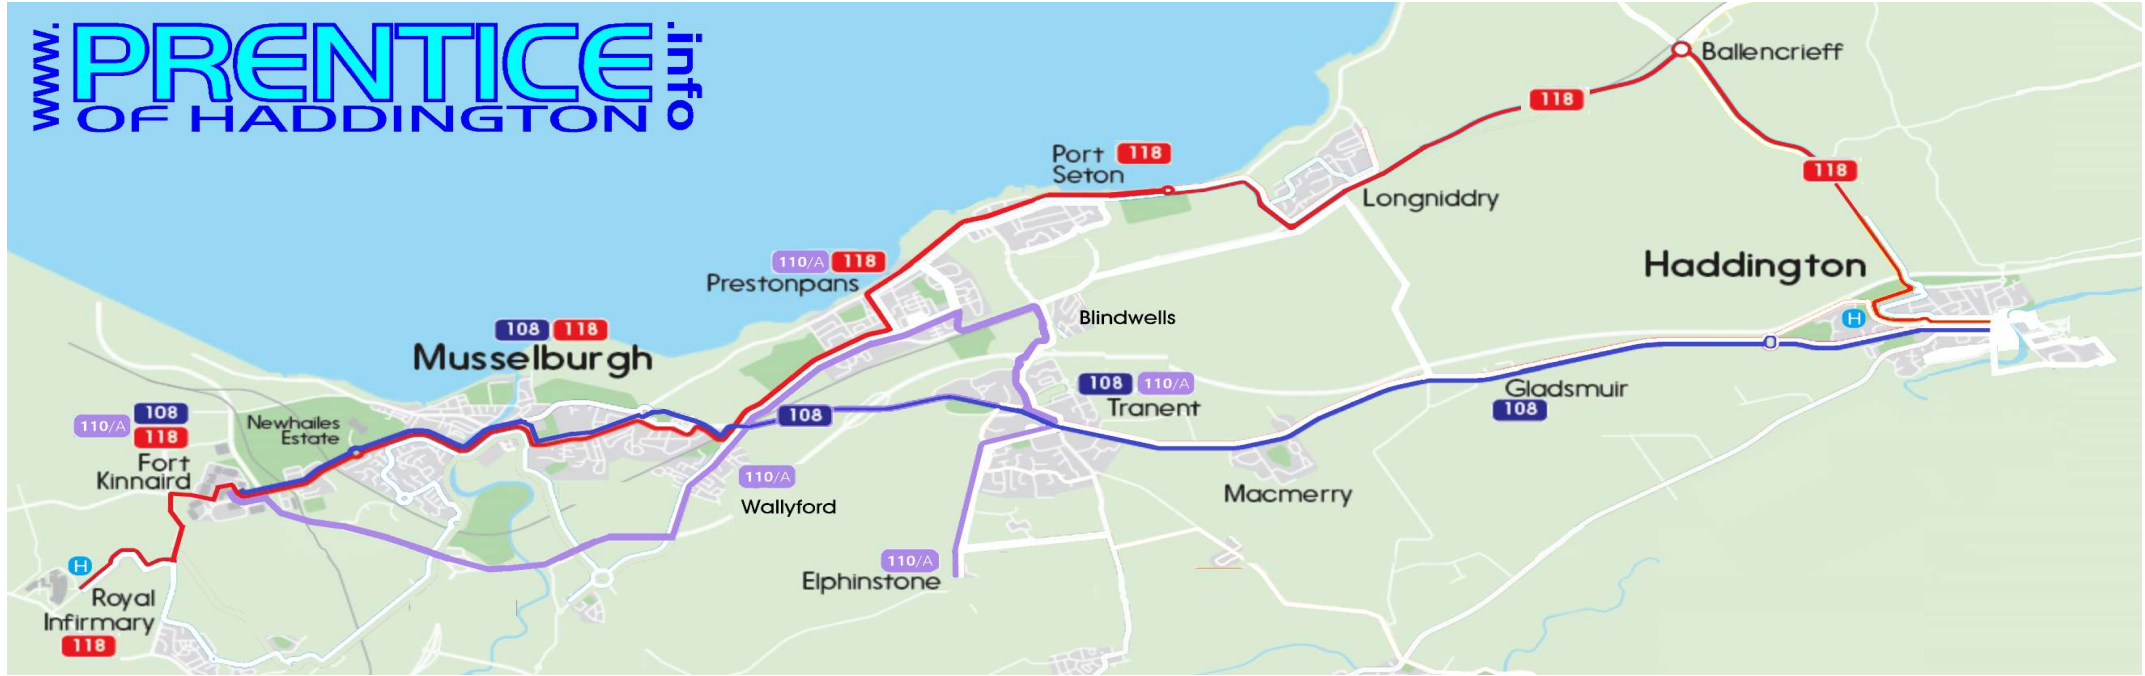 www.
PRENTICE
.info
OF HADDINGTON
Ballencrieff
118
118
Port
Seton
118
Longniddry
Haddington
110/A 118
Prestonpans
Blindwells
H
108 118
Musselburgh
108 110/A
Tranent
Gladsmuir
108
108
110/A
108
118
Newhailes
Estate
Fort
Kinnaird
110/A
Wallyford
Macmerry
110/A
Elphinstone
H
Royal
Infirmary
118